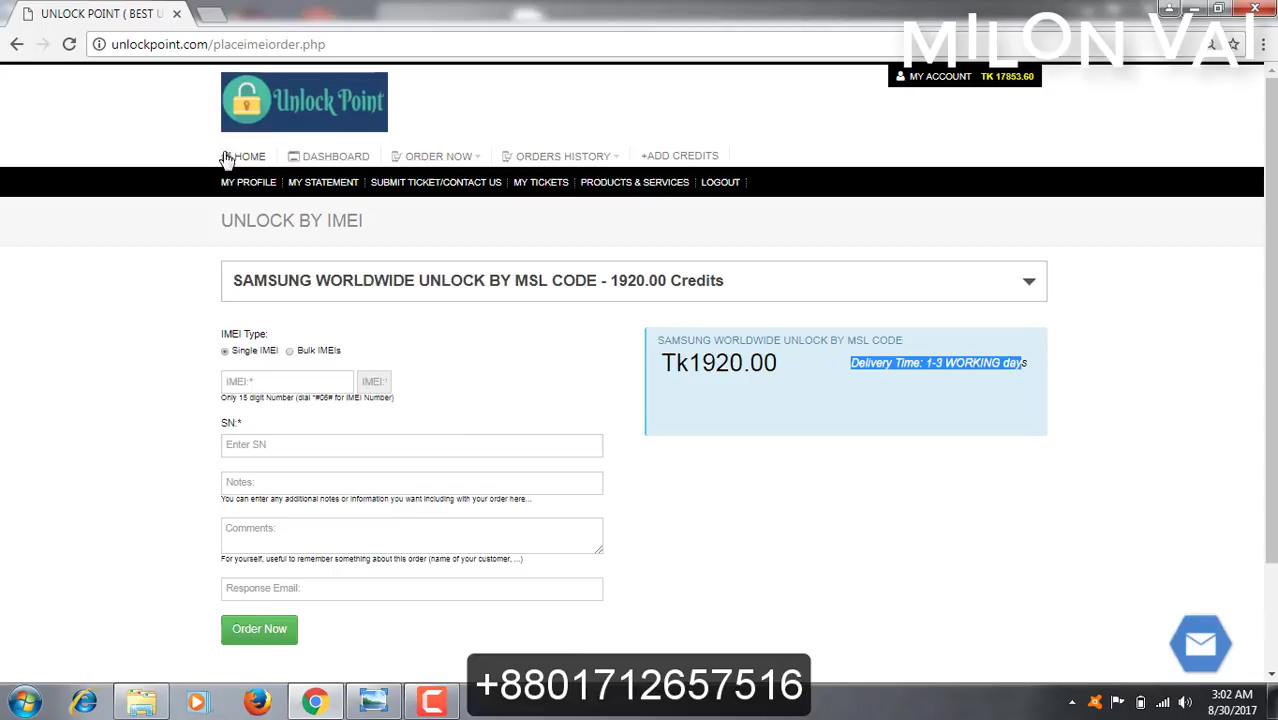 UNLOCK POINT ( BEST U
unlockpoint.com/placeimeiorder.php
MILON VAI
Unlock Point
MY ACCOUNT TK 17853.60
HOME DASHBOARD ORDER NOW ORDERS HISTORY +ADD CREDITS
MY PROFILE MY STATEMENT SUBMIT TICKET/CONTACT US MY TICKETS PRODUCTS & SERVICES LOGOUT
UNLOCK BY IMEI
SAMSUNG WORLDWIDE UNLOCK BY MSL CODE - 1920.00 Credits
IMEI Type:
Single IMEI Bulk IMEIs
IMEI:* IMEI:*
Only 15 digit Number (dial *#06# for IMEI Number)
SN:*
Enter SN
Notes:
You can enter any additional notes or information you want including with your order here...
Comments:
For yourself, useful to remember something about this order (name of your customer, ...)
Response Email:
Order Now
SAMSUNG WORLDWIDE UNLOCK BY MSL CODE
Tk1920.00 Delivery Time: 1-3 WORKING days
+8801712657516
3:02 AM
8/30/2017